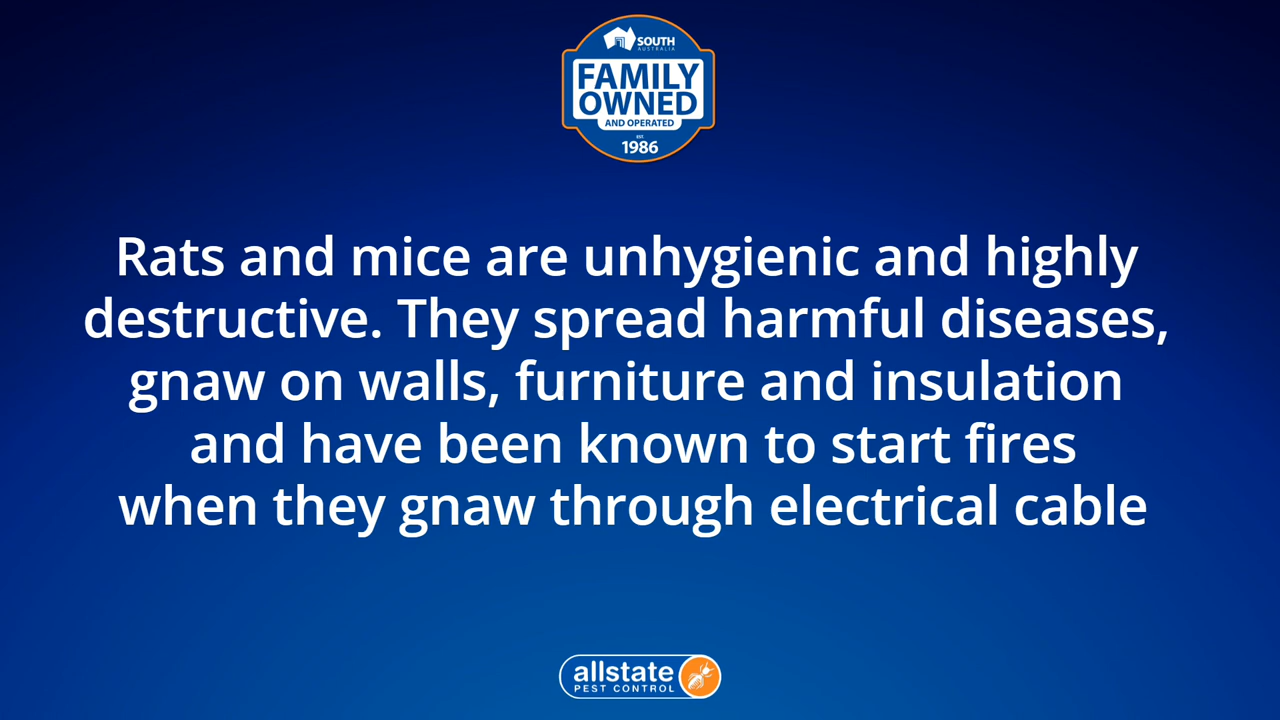 SOUTH
AUSTRALIA
FAMILY
OWNED
AND OPERATED
EST.
1986
Rats and mice are unhygienic and highly
destructive. They spread harmful diseases,
gnaw on walls, furniture and insulation
and have been known to start fires
when they gnaw through electrical cable
allstate
PEST CONTROL